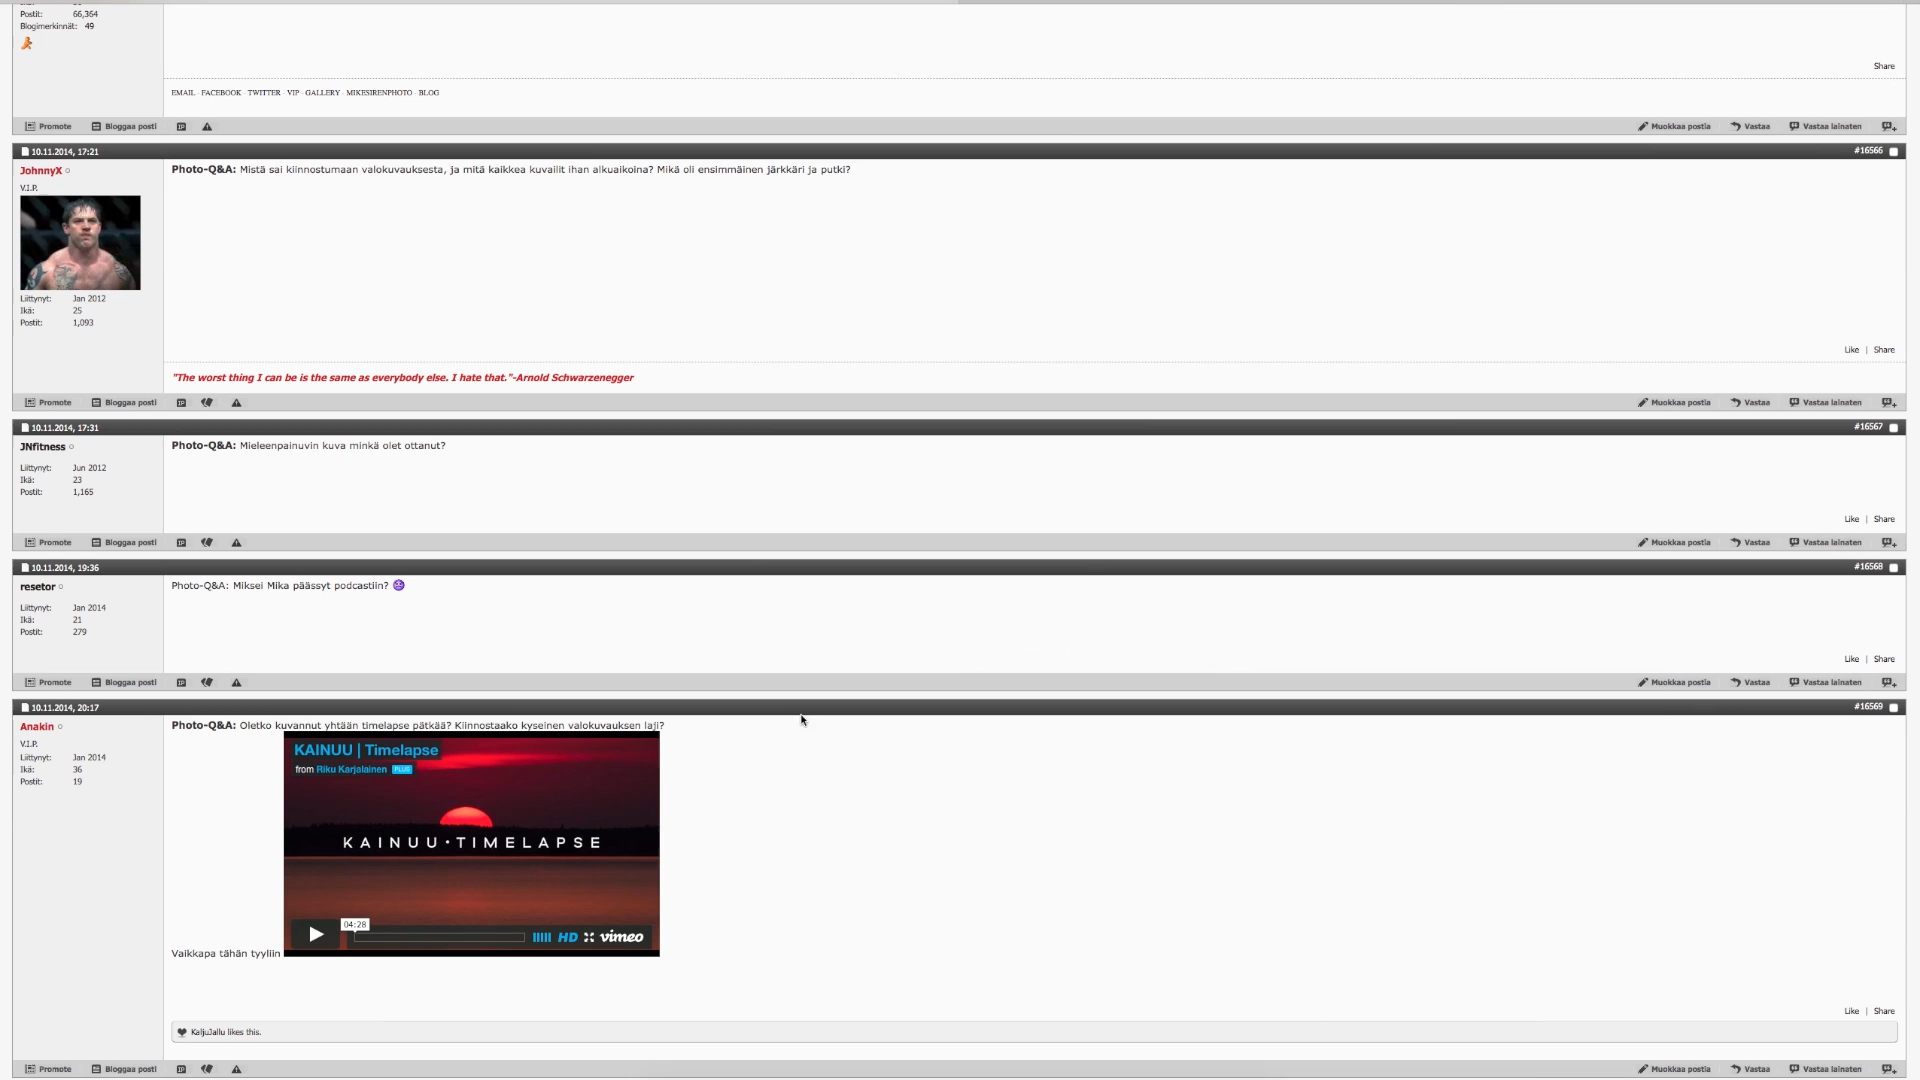 Postit: 66,364
Blogimerkinnät: 49
Share
EMAIL · FACEBOOK · TWITTER · VIP · GALLERY · MIKESIRENPHOTO · BLOG
Promote Bloggaa posti Muokkaa postia Vastaa Vastaa lainaten
10.11.2014, 17:21 #16566
JohnnyX
V.I.P.
Liittynyt: Jan 2012
Ikä: 25
Postit: 1,093
Photo-Q&A: Mistä sai kiinnostumaan valokuvauksesta, ja mitä kaikkea kuvailit ihan alkuaikoina? Mikä oli ensimmäinen järkkäri ja putki?
Like | Share
"The worst thing I can be is the same as everybody else. I hate that."-Arnold Schwarzenegger
Promote Bloggaa posti Muokkaa postia Vastaa Vastaa lainaten
10.11.2014, 17:31 #16567
JNfitness
Liittynyt: Jun 2012
Ikä: 23
Postit: 1,165
Photo-Q&A: Mieleenpainuvin kuva minkä olet ottanut?
Like | Share
Promote Bloggaa posti Muokkaa postia Vastaa Vastaa lainaten
10.11.2014, 19:36 #16568
resetor
Liittynyt: Jan 2014
Ikä: 21
Postit: 279
Photo-Q&A: Miksei Mika päässyt podcastiin?
Like | Share
Promote Bloggaa posti Muokkaa postia Vastaa Vastaa lainaten
10.11.2014, 20:17 #16569
Anakin
V.I.P.
Liittynyt: Jan 2014
Ikä: 36
Postit: 19
Photo-Q&A: Oletko kuvannut yhtään timelapse pätkää? Kiinnostaako kyseinen valokuvauksen laji?
KAINUU | Timelapse
from Riku Karjalainen PLUS
KAINUU·TIMELAPSE
04:28
HD vimeo
Vaikkapa tähän tyyliin
Like | Share
KaljuJallu likes this.
Promote Bloggaa posti Muokkaa postia Vastaa Vastaa lainaten